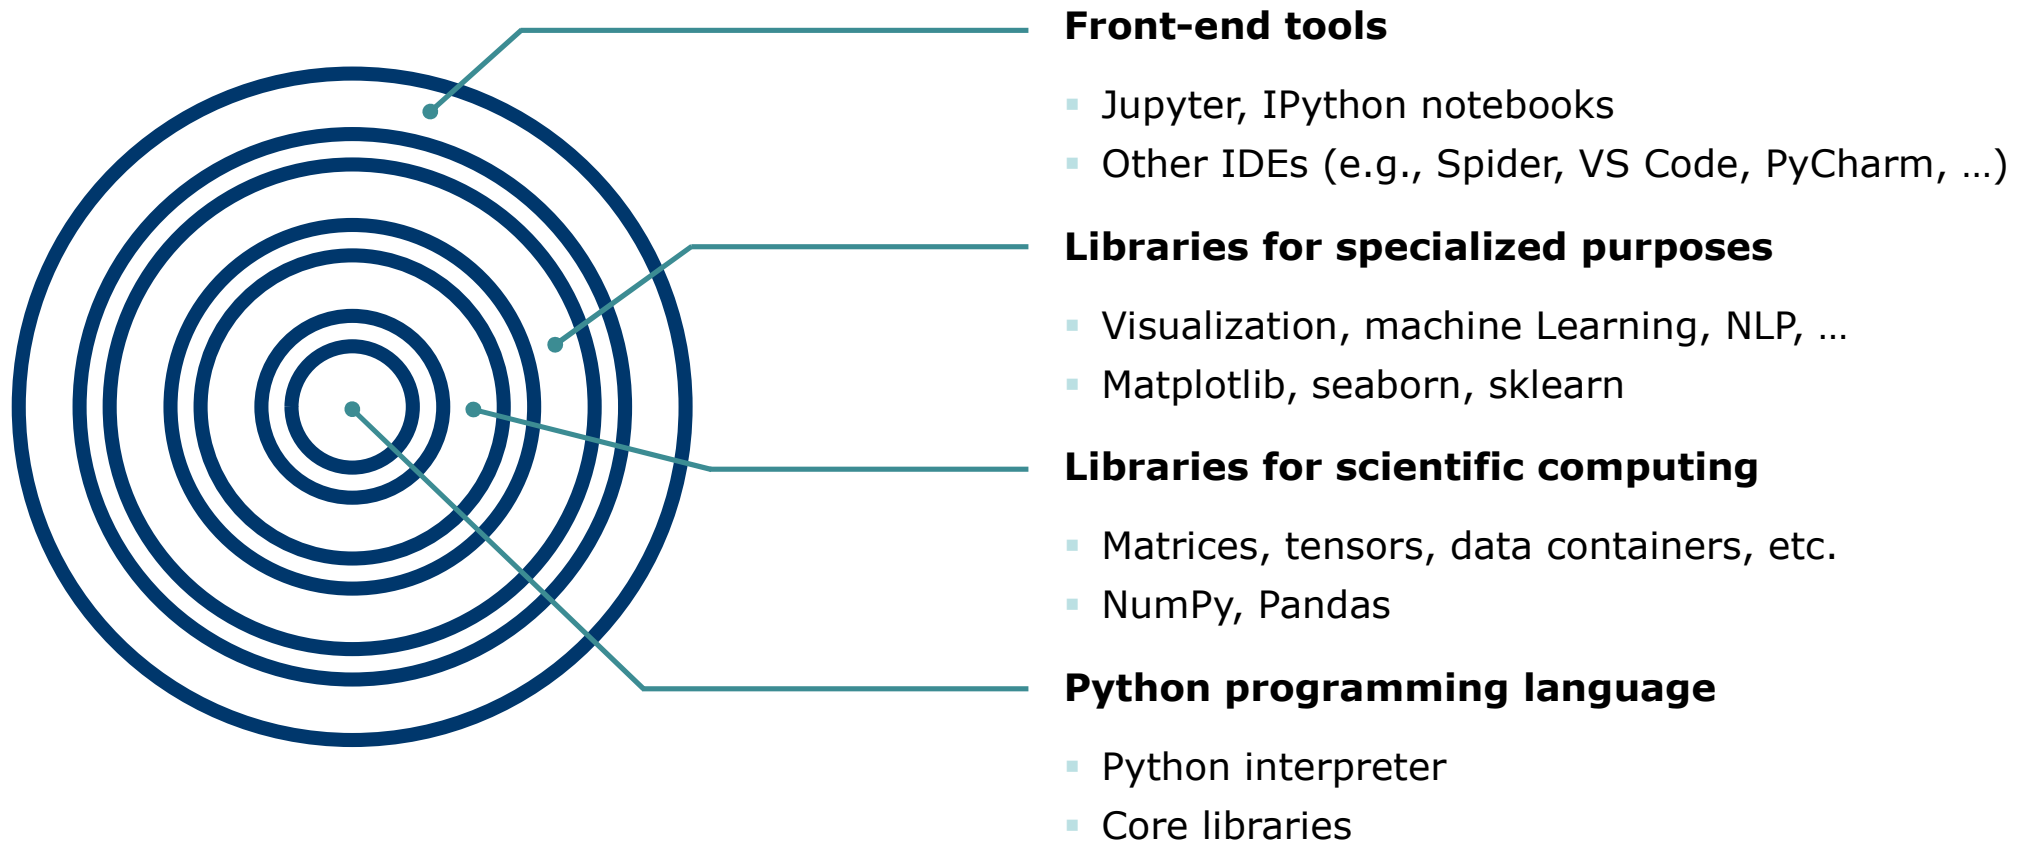 Front-end tools
Jupyter, IPython notebooks
Other IDEs (e.g., Spider, VS Code, PyCharm, …)
Libraries for specialized purposes
Visualization, machine Learning, NLP, …
Matplotlib, seaborn, sklearn
Libraries for scientific computing
Matrices, tensors, data containers, etc.
NumPy, Pandas
Python programming language
Python interpreter
Core libraries